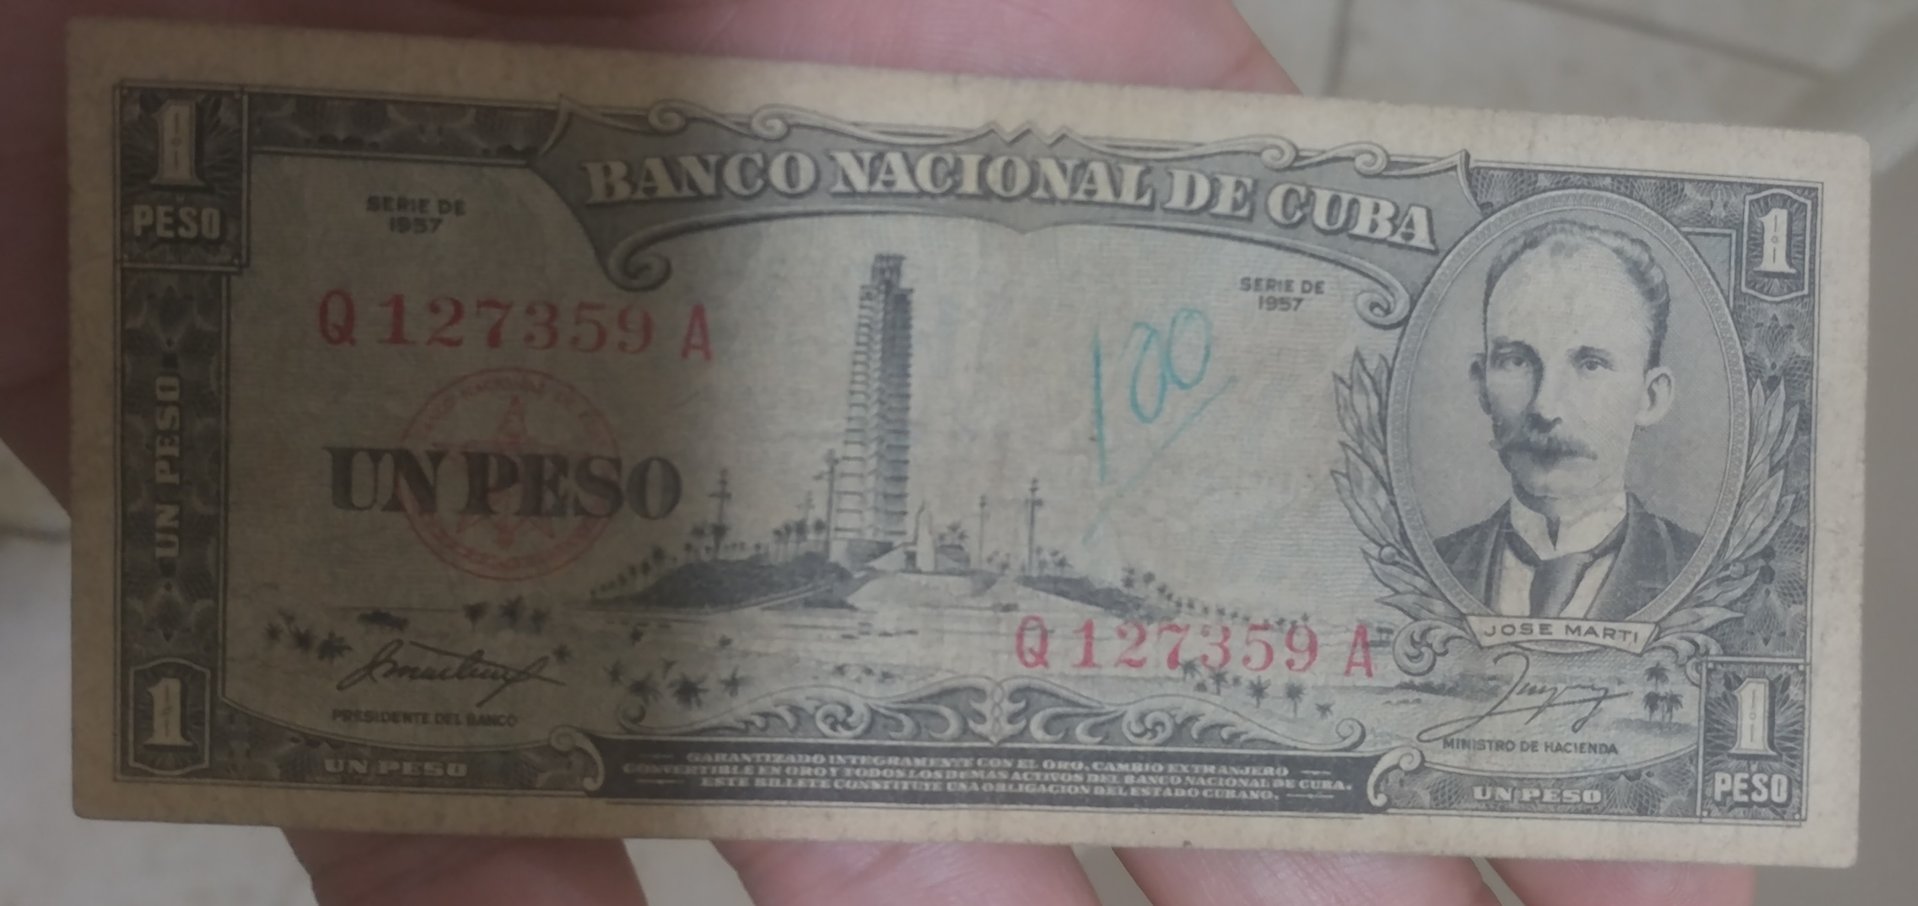 1
PESO
BANCO NACIONAL DE CUBA
1
SERIE DE
1957
SERIE DE
1957
Q 127359 A
120
UN PESO
UN PESO
Q 127359 A
JOSE MARTI
PRESIDENTE DEL BANCO
MINISTRO DE HACIENDA
1
UN PESO
GARANTIZADO INTEGRAMENTE CON EL ORO, CAMBIO EXTRANJERO
CONVERTIBLE EN ORO Y TODOS LOS DEMAS ACTIVOS DEL BANCO NACIONAL DE CUBA.
ESTE BILLETE CONSTITUYE UNA OBLIGACION DEL ESTADO CUBANO.
UN PESO
1
PESO